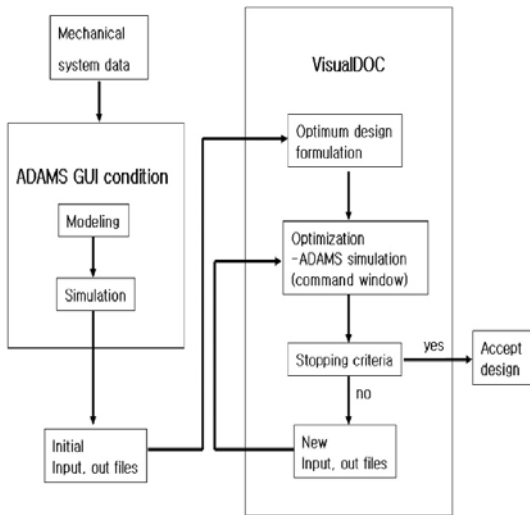 Mechanical
system data
ADAMS GUI condition
Modeling
Simulation
Initial
Input, out files
VisualDOC
Optimum design
formulation
Optimization
-ADAMS simulation
(command window)
Stopping criteria
yes
Accept
design
no
New
Input, out files